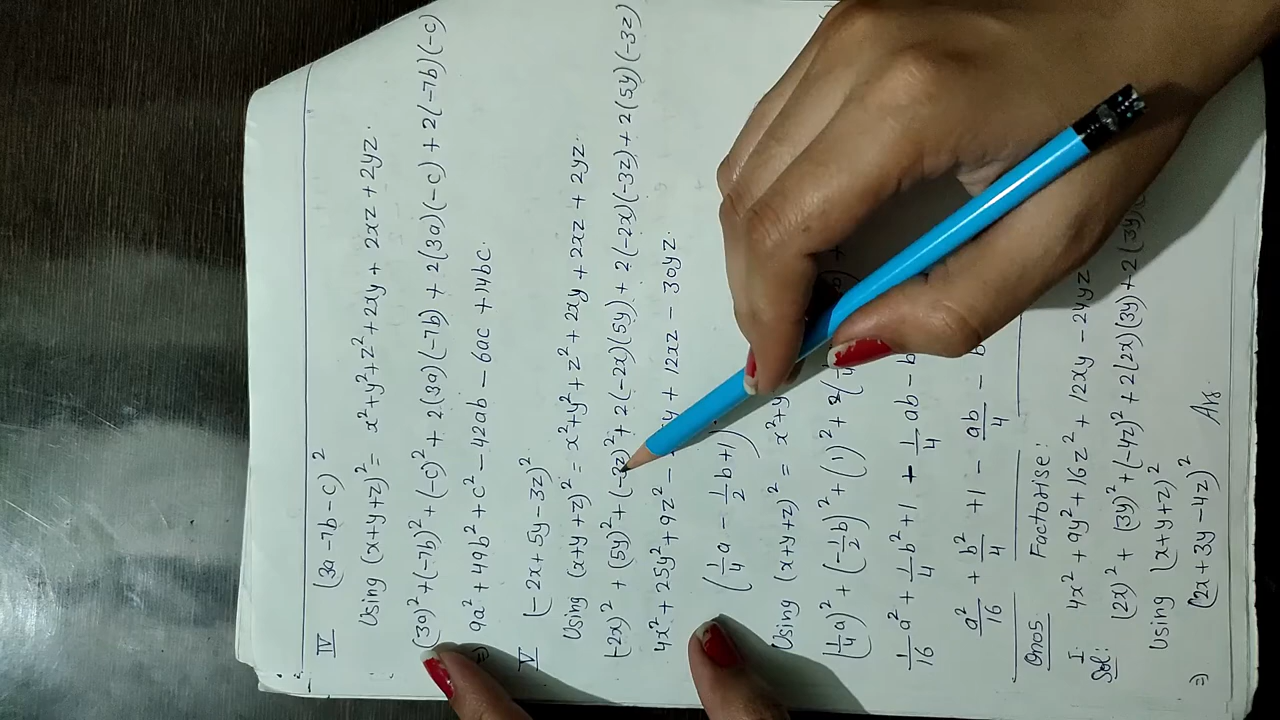 IV (3a - 7b - c)²
Using (x+y+z)² = x²+y²+z²+2xy+2xz+2yz.
(3a)²+(-7b)²+(-c)²+2(3a)(-7b)+2(3a)(-c)+2(-7b)(-c)
=) 9a²+49b²+c²-42ab-6ac+14bc.
V (-2x+5y-3z)²
Using (x+y+z)² = x²+y²+z²+2xy+2xz+2yz.
(-2x)²+(5y)²+(-3z)²+2(-2x)(5y)+2(-2x)(-3z)+2(5y)(-3z)
4x²+25y²+9z²- y+12xz-30yz.
(1/4 a - 1/2 b+1)
Using (x+y+z)² = x²+y
(1/4 a)²+(-1/2 b)²+(1)²+2(
1/16 a²+1/4 b²+1+1/4 ab-b
a²/16+b²/4+1-ab/4-b
Qno5 Factorise:
I. 4x²+9y²+16z²+12xy-24yz
Sol: (2x)²+(3y)²+(-4z)²+2(2x)(3y)+2(3y)
Using (x+y+z)²
=) (2x+3y-4z)² Ans.